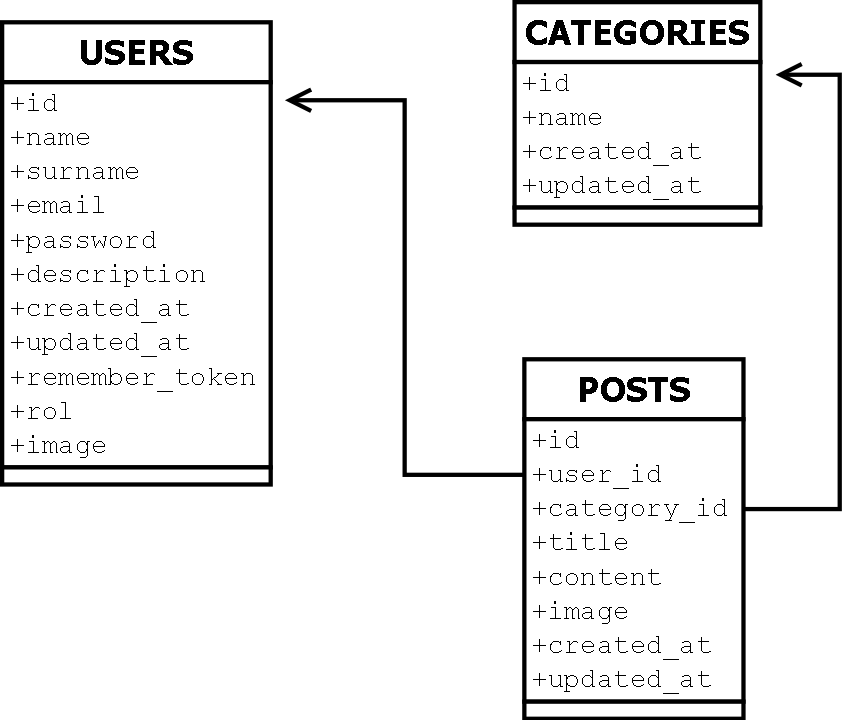 USERS
+id
+name
+surname
+email
+password
+description
+created_at
+updated_at
+remember_token
+rol
+image
CATEGORIES
+id
+name
+created_at
+updated_at
POSTS
+id
+user_id
+category_id
+title
+content
+image
+created_at
+updated_at